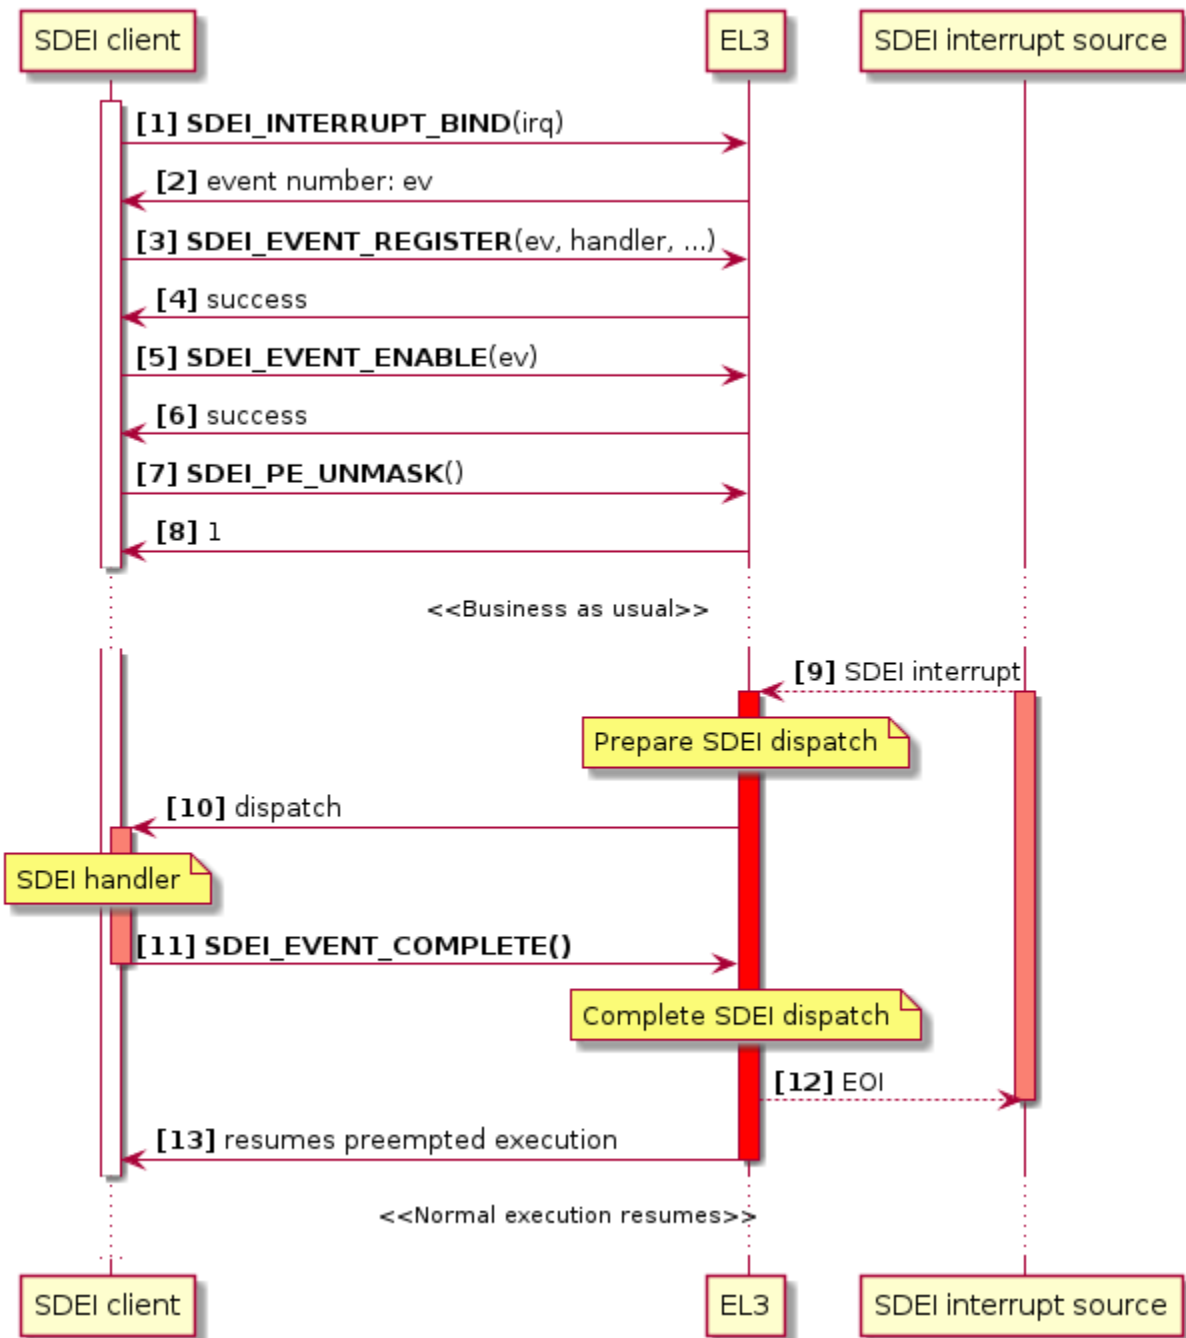 SDEI client
EL3
SDEI interrupt source
[1] SDEI_INTERRUPT_BIND(irq)
[2] event number: ev
[3] SDEI_EVENT_REGISTER(ev, handler, ...)
[4] success
[5] SDEI_EVENT_ENABLE(ev)
[6] success
[7] SDEI_PE_UNMASK()
[8] 1
<<Business as usual>>
[9] SDEI interrupt
Prepare SDEI dispatch
[10] dispatch
SDEI handler
[11] SDEI_EVENT_COMPLETE()
Complete SDEI dispatch
[12] EOI
[13] resumes preempted execution
<<Normal execution resumes>>
SDEI client
EL3
SDEI interrupt source